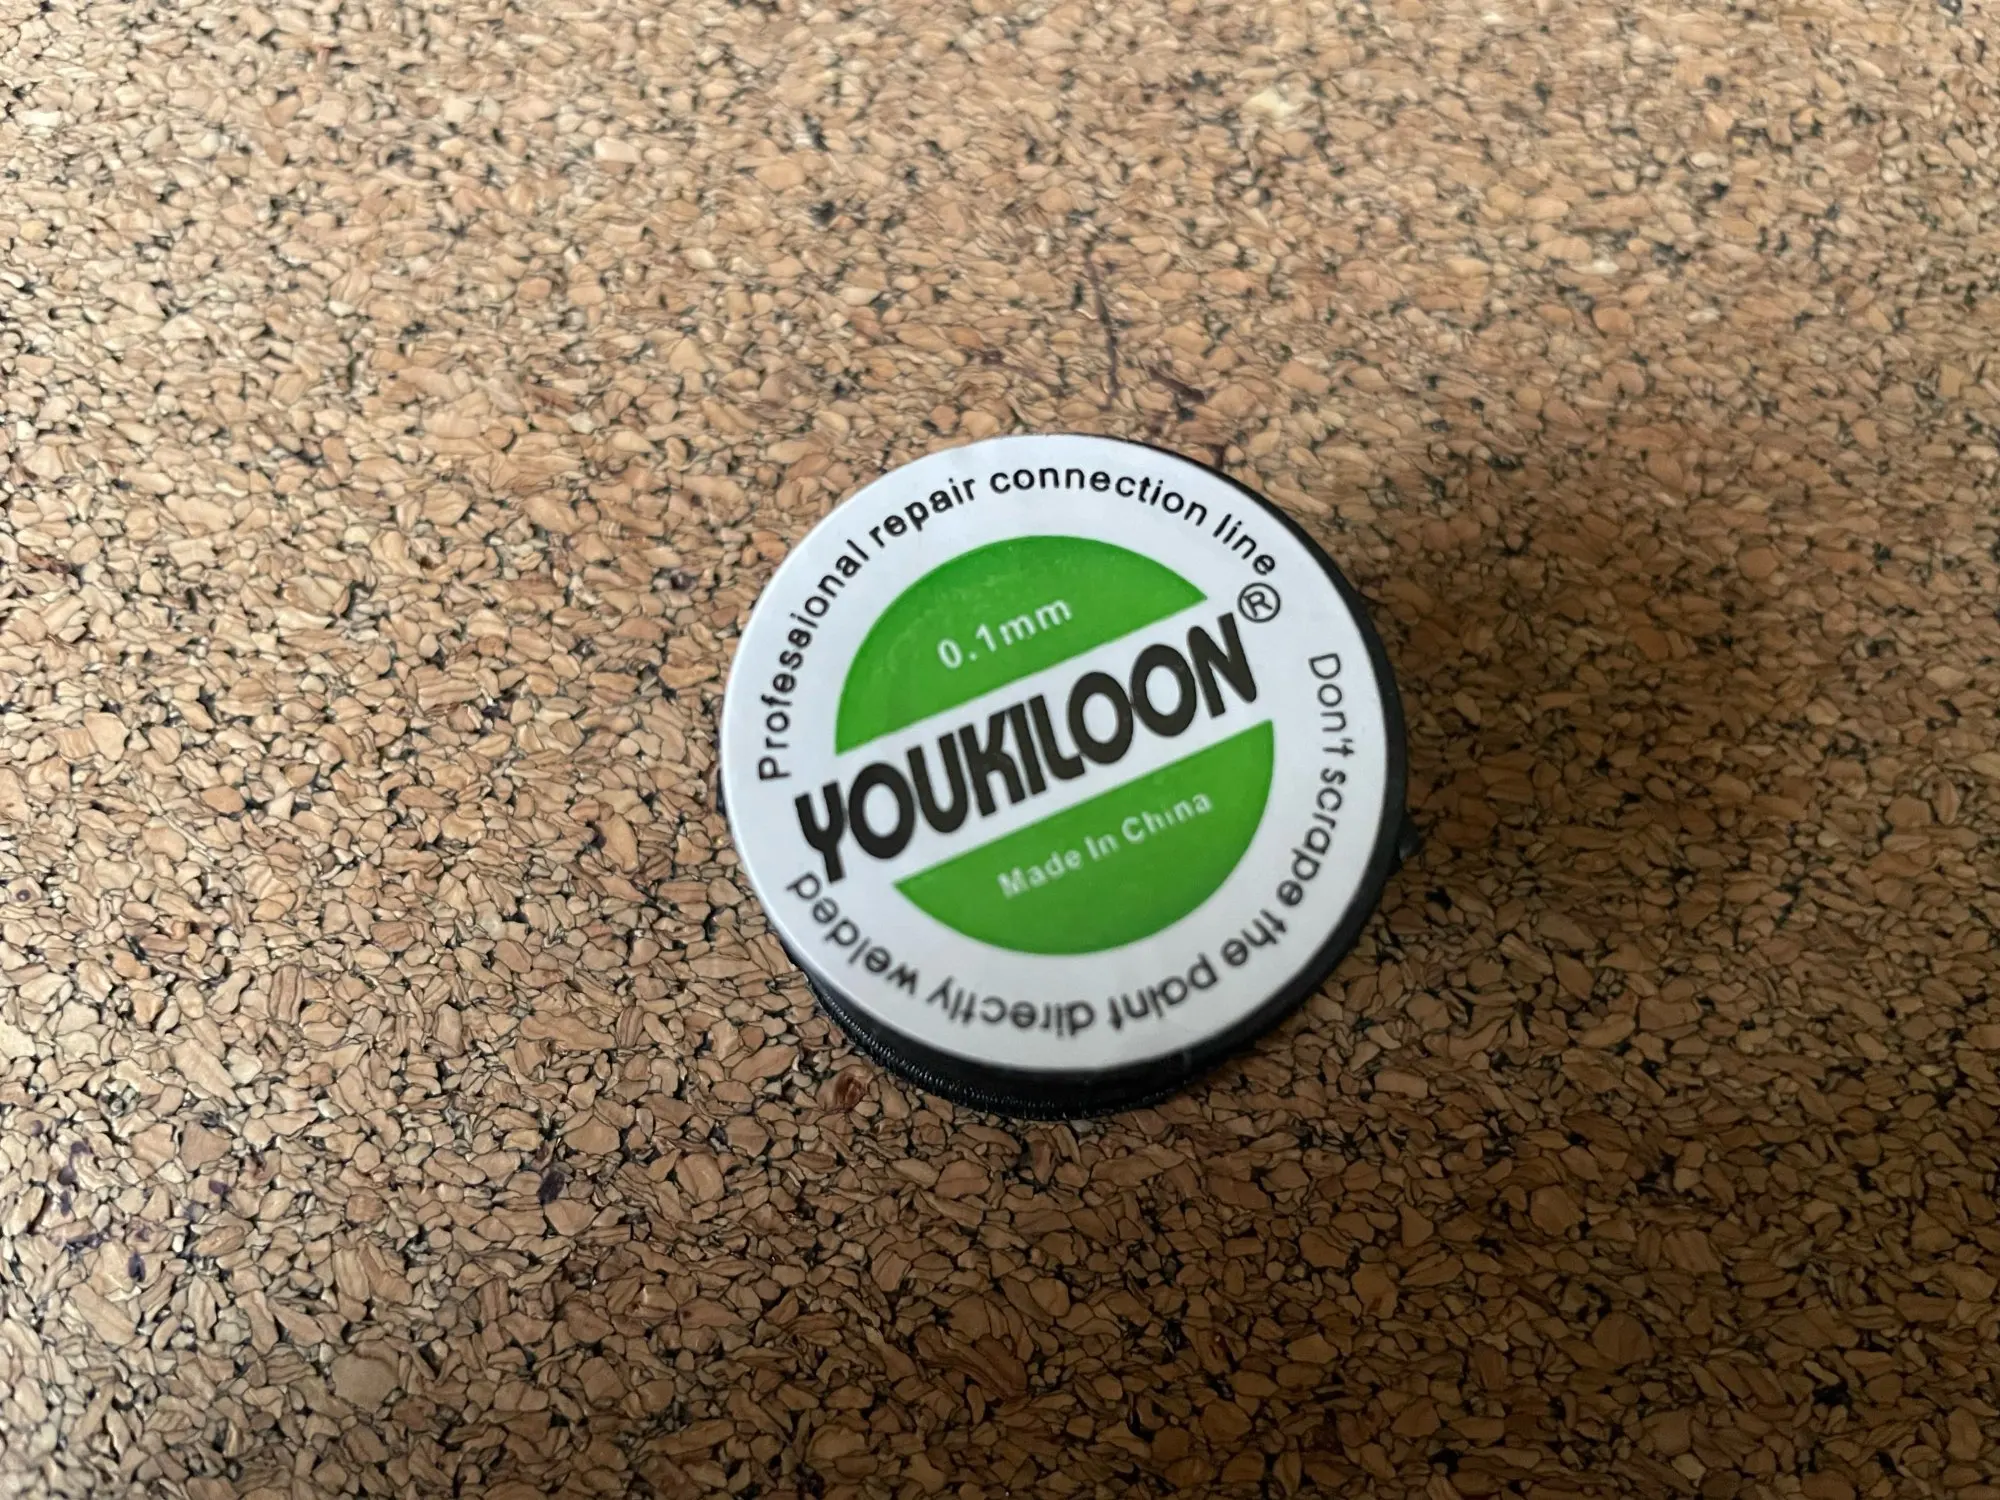 Professional repair connection line
0.1mm
YOUKILOON®
Made In China
Don't scrape the paint directly welded